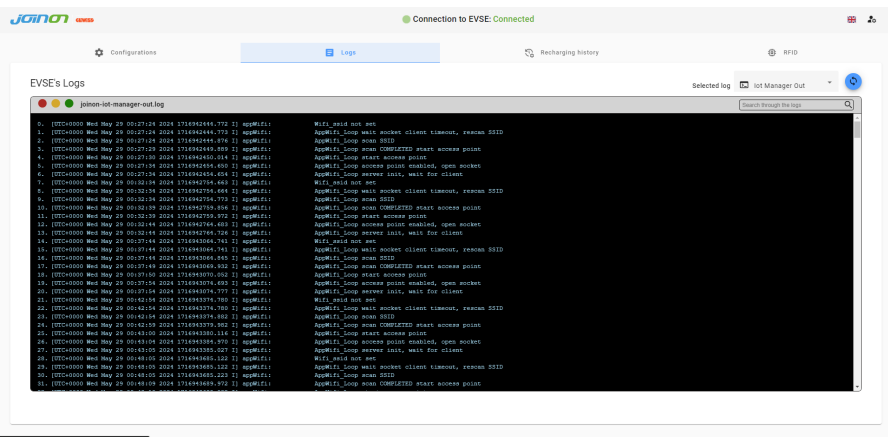 joinon GEWISS
Connection to EVSE: Connected
Configurations
Logs
Recharging history
RFID
EVSE's Logs
Selected log
Iot Manager Out
joinon-iot-manager-out.log
Search through the logs
0. [UTC+0000 Wed May 29 00:27:24 2024 1716942444.772 I] appWifi: Wifi_ssid not set
1. [UTC+0000 Wed May 29 00:27:24 2024 1716942444.773 I] appWifi: AppWifi_Loop wait socket client timeout, rescan SSID
2. [UTC+0000 Wed May 29 00:27:24 2024 1716942444.876 I] appWifi: AppWifi_Loop scan SSID
3. [UTC+0000 Wed May 29 00:27:29 2024 1716942449.889 I] appWifi: AppWifi_Loop scan COMPLETED start access point
4. [UTC+0000 Wed May 29 00:27:30 2024 1716942450.014 I] appWifi: AppWifi_Loop start access point
5. [UTC+0000 Wed May 29 00:27:34 2024 1716942454.650 I] appWifi: AppWifi_Loop access point enabled, open socket
6. [UTC+0000 Wed May 29 00:27:34 2024 1716942454.654 I] appWifi: AppWifi_Loop server init, wait for client
7. [UTC+0000 Wed May 29 00:32:34 2024 1716942754.663 I] appWifi: Wifi_ssid not set
8. [UTC+0000 Wed May 29 00:32:34 2024 1716942754.664 I] appWifi: AppWifi_Loop wait socket client timeout, rescan SSID
9. [UTC+0000 Wed May 29 00:32:34 2024 1716942754.773 I] appWifi: AppWifi_Loop scan SSID
10. [UTC+0000 Wed May 29 00:32:39 2024 1716942759.856 I] appWifi: AppWifi_Loop scan COMPLETED start access point
11. [UTC+0000 Wed May 29 00:32:39 2024 1716942759.972 I] appWifi: AppWifi_Loop start access point
12. [UTC+0000 Wed May 29 00:32:44 2024 1716942764.683 I] appWifi: AppWifi_Loop access point enabled, open socket
13. [UTC+0000 Wed May 29 00:32:44 2024 1716942764.726 I] appWifi: AppWifi_Loop server init, wait for client
14. [UTC+0000 Wed May 29 00:37:44 2024 1716943064.741 I] appWifi: Wifi_ssid not set
15. [UTC+0000 Wed May 29 00:37:44 2024 1716943064.741 I] appWifi: AppWifi_Loop wait socket client timeout, rescan SSID
16. [UTC+0000 Wed May 29 00:37:44 2024 1716943064.845 I] appWifi: AppWifi_Loop scan SSID
17. [UTC+0000 Wed May 29 00:37:49 2024 1716943069.932 I] appWifi: AppWifi_Loop scan COMPLETED start access point
18. [UTC+0000 Wed May 29 00:37:50 2024 1716943070.052 I] appWifi: AppWifi_Loop start access point
19. [UTC+0000 Wed May 29 00:37:54 2024 1716943074.693 I] appWifi: AppWifi_Loop access point enabled, open socket
20. [UTC+0000 Wed May 29 00:37:54 2024 1716943074.777 I] appWifi: AppWifi_Loop server init, wait for client
21. [UTC+0000 Wed May 29 00:42:54 2024 1716943374.780 I] appWifi: Wifi_ssid not set
22. [UTC+0000 Wed May 29 00:42:54 2024 1716943374.780 I] appWifi: AppWifi_Loop wait socket client timeout, rescan SSID
23. [UTC+0000 Wed May 29 00:42:54 2024 1716943374.882 I] appWifi: AppWifi_Loop scan SSID
24. [UTC+0000 Wed May 29 00:42:59 2024 1716943379.982 I] appWifi: AppWifi_Loop scan COMPLETED start access point
25. [UTC+0000 Wed May 29 00:43:00 2024 1716943380.116 I] appWifi: AppWifi_Loop start access point
26. [UTC+0000 Wed May 29 00:43:04 2024 1716943384.970 I] appWifi: AppWifi_Loop access point enabled, open socket
27. [UTC+0000 Wed May 29 00:43:05 2024 1716943385.027 I] appWifi: AppWifi_Loop server init, wait for client
28. [UTC+0000 Wed May 29 00:48:05 2024 1716943685.122 I] appWifi: Wifi_ssid not set
29. [UTC+0000 Wed May 29 00:48:05 2024 1716943685.122 I] appWifi: AppWifi_Loop wait socket client timeout, rescan SSID
30. [UTC+0000 Wed May 29 00:48:05 2024 1716943685.223 I] appWifi: AppWifi_Loop scan SSID
31. [UTC+0000 Wed May 29 00:48:09 2024 1716943689.972 I] appWifi: AppWifi_Loop scan COMPLETED start access point